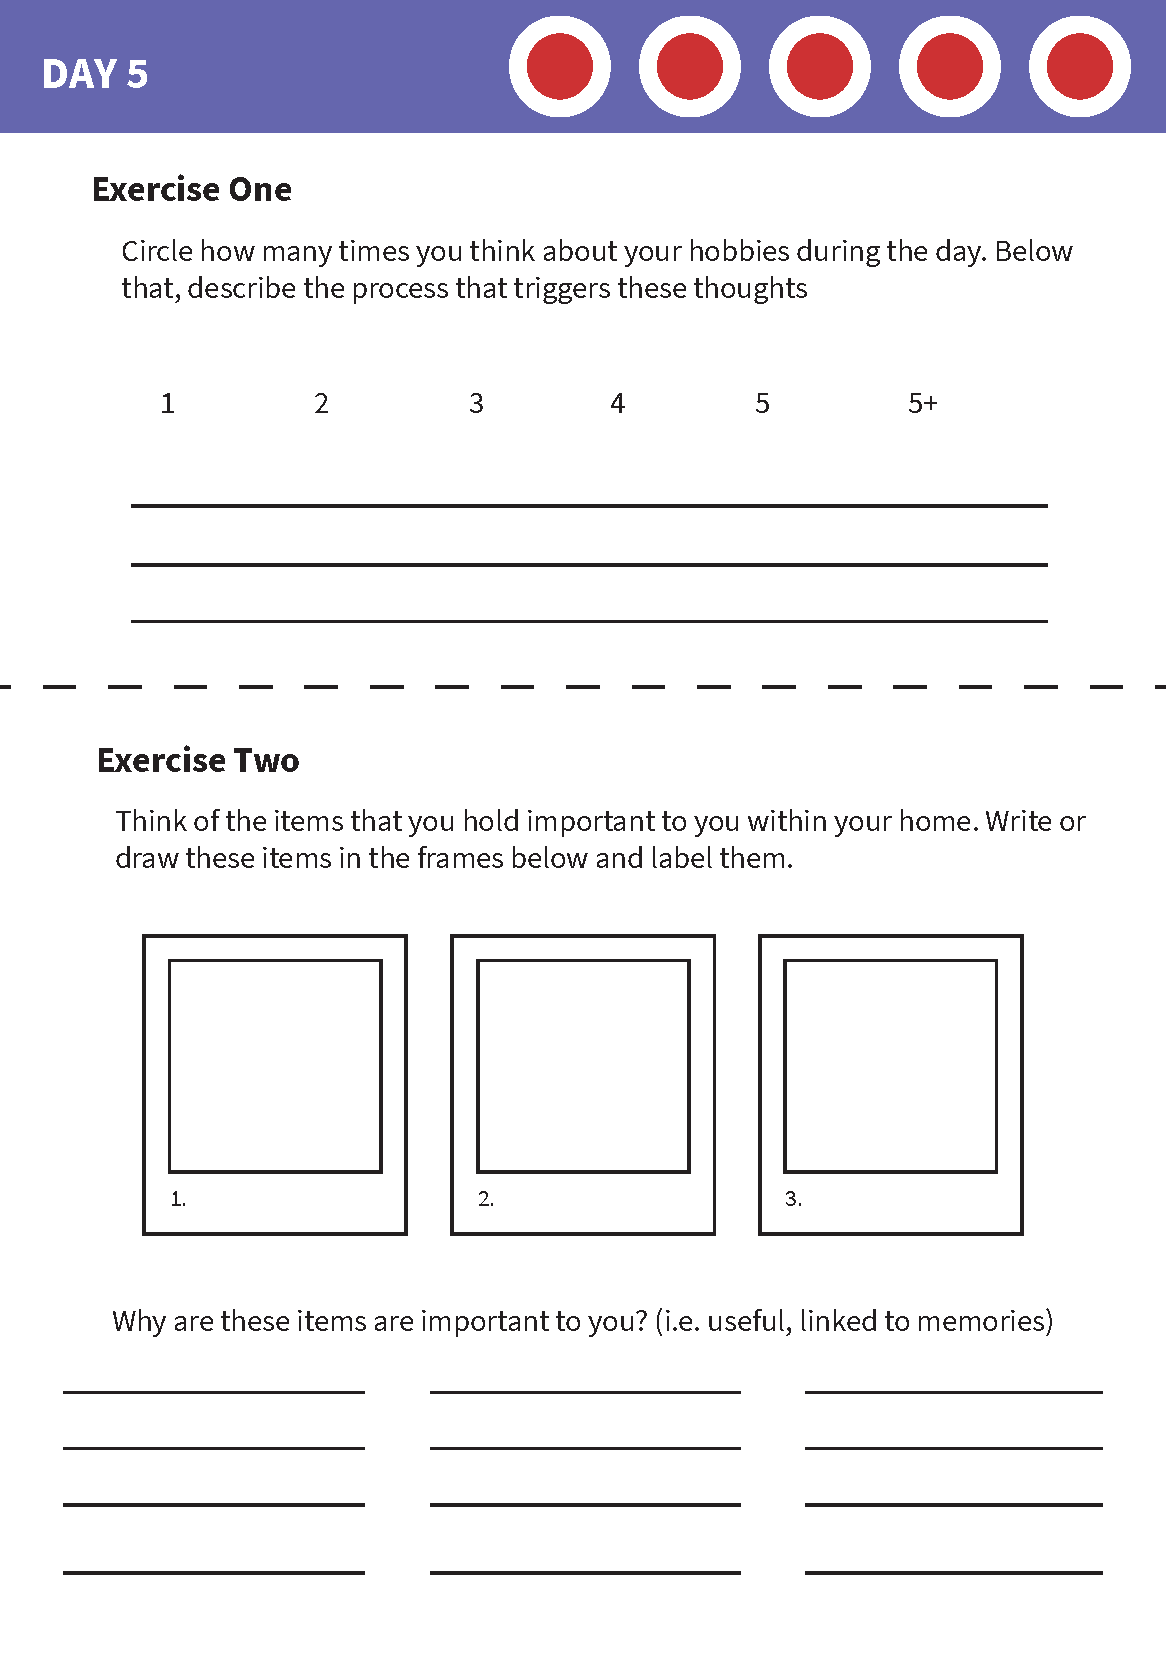 DAY 5
Exercise One
Circle how many times you think about your hobbies during the day. Below
that, describe the process that triggers these thoughts
1 2 3 4 5 5+
Exercise Two
Think of the items that you hold important to you within your home. Write or
draw these items in the frames below and label them.
1. 2. 3.
Why are these items are important to you? (i.e. useful, linked to memories)